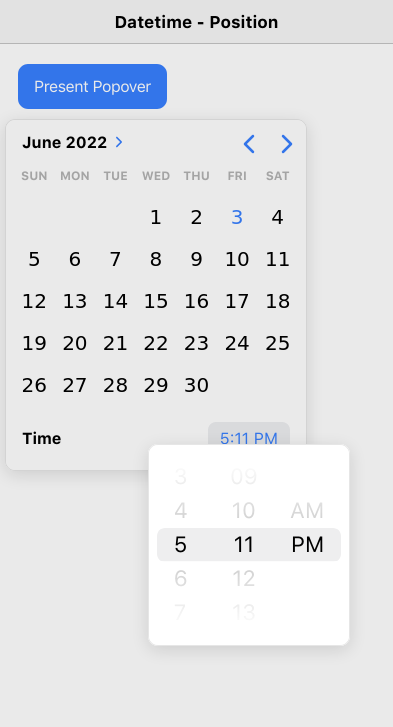 Datetime - Position
Present Popover
June 2022
SUN MON TUE WED THU FRI SAT
1 2 3 4
5 6 7 8 9 10 11
12 13 14 15 16 17 18
19 20 21 22 23 24 25
26 27 28 29 30
Time 5:11 PM
3 09
4 10 AM
5 11 PM
6 12
7 13